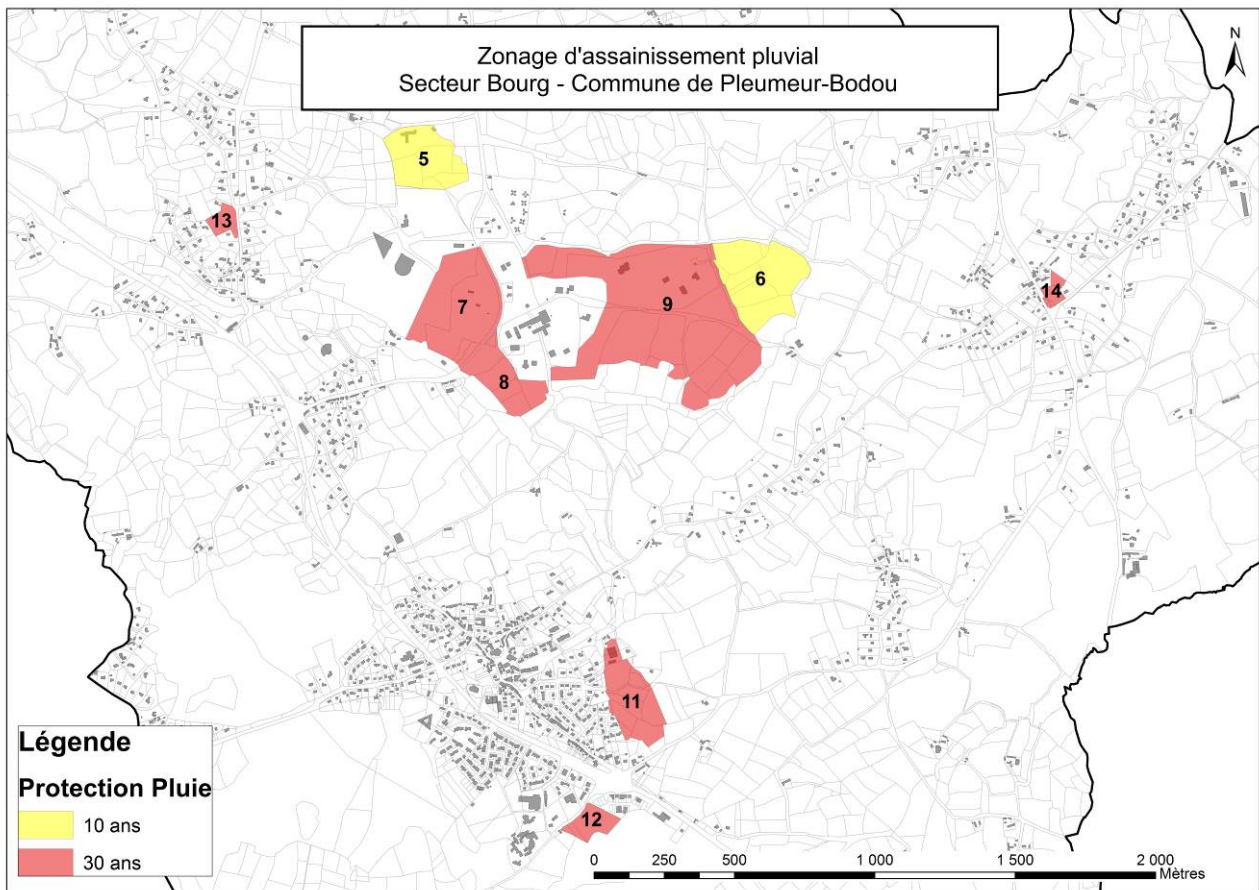 Zonage d'assainissement pluvial
Secteur Bourg - Commune de Pleumeur-Bodou
N
5
13
6
14
7
9
8
11
12
Légende
Protection Pluie
10 ans
30 ans
0 250 500 1 000 1 500 2 000
Mètres